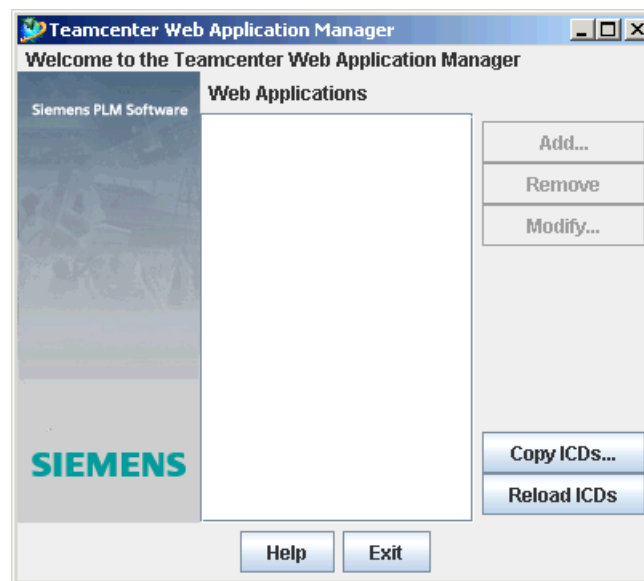 Teamcenter Web Application Manager
Welcome to the Teamcenter Web Application Manager
Siemens PLM Software
Web Applications
Add...
Remove
Modify...
SIEMENS
Copy ICDs...
Reload ICDs
Help
Exit